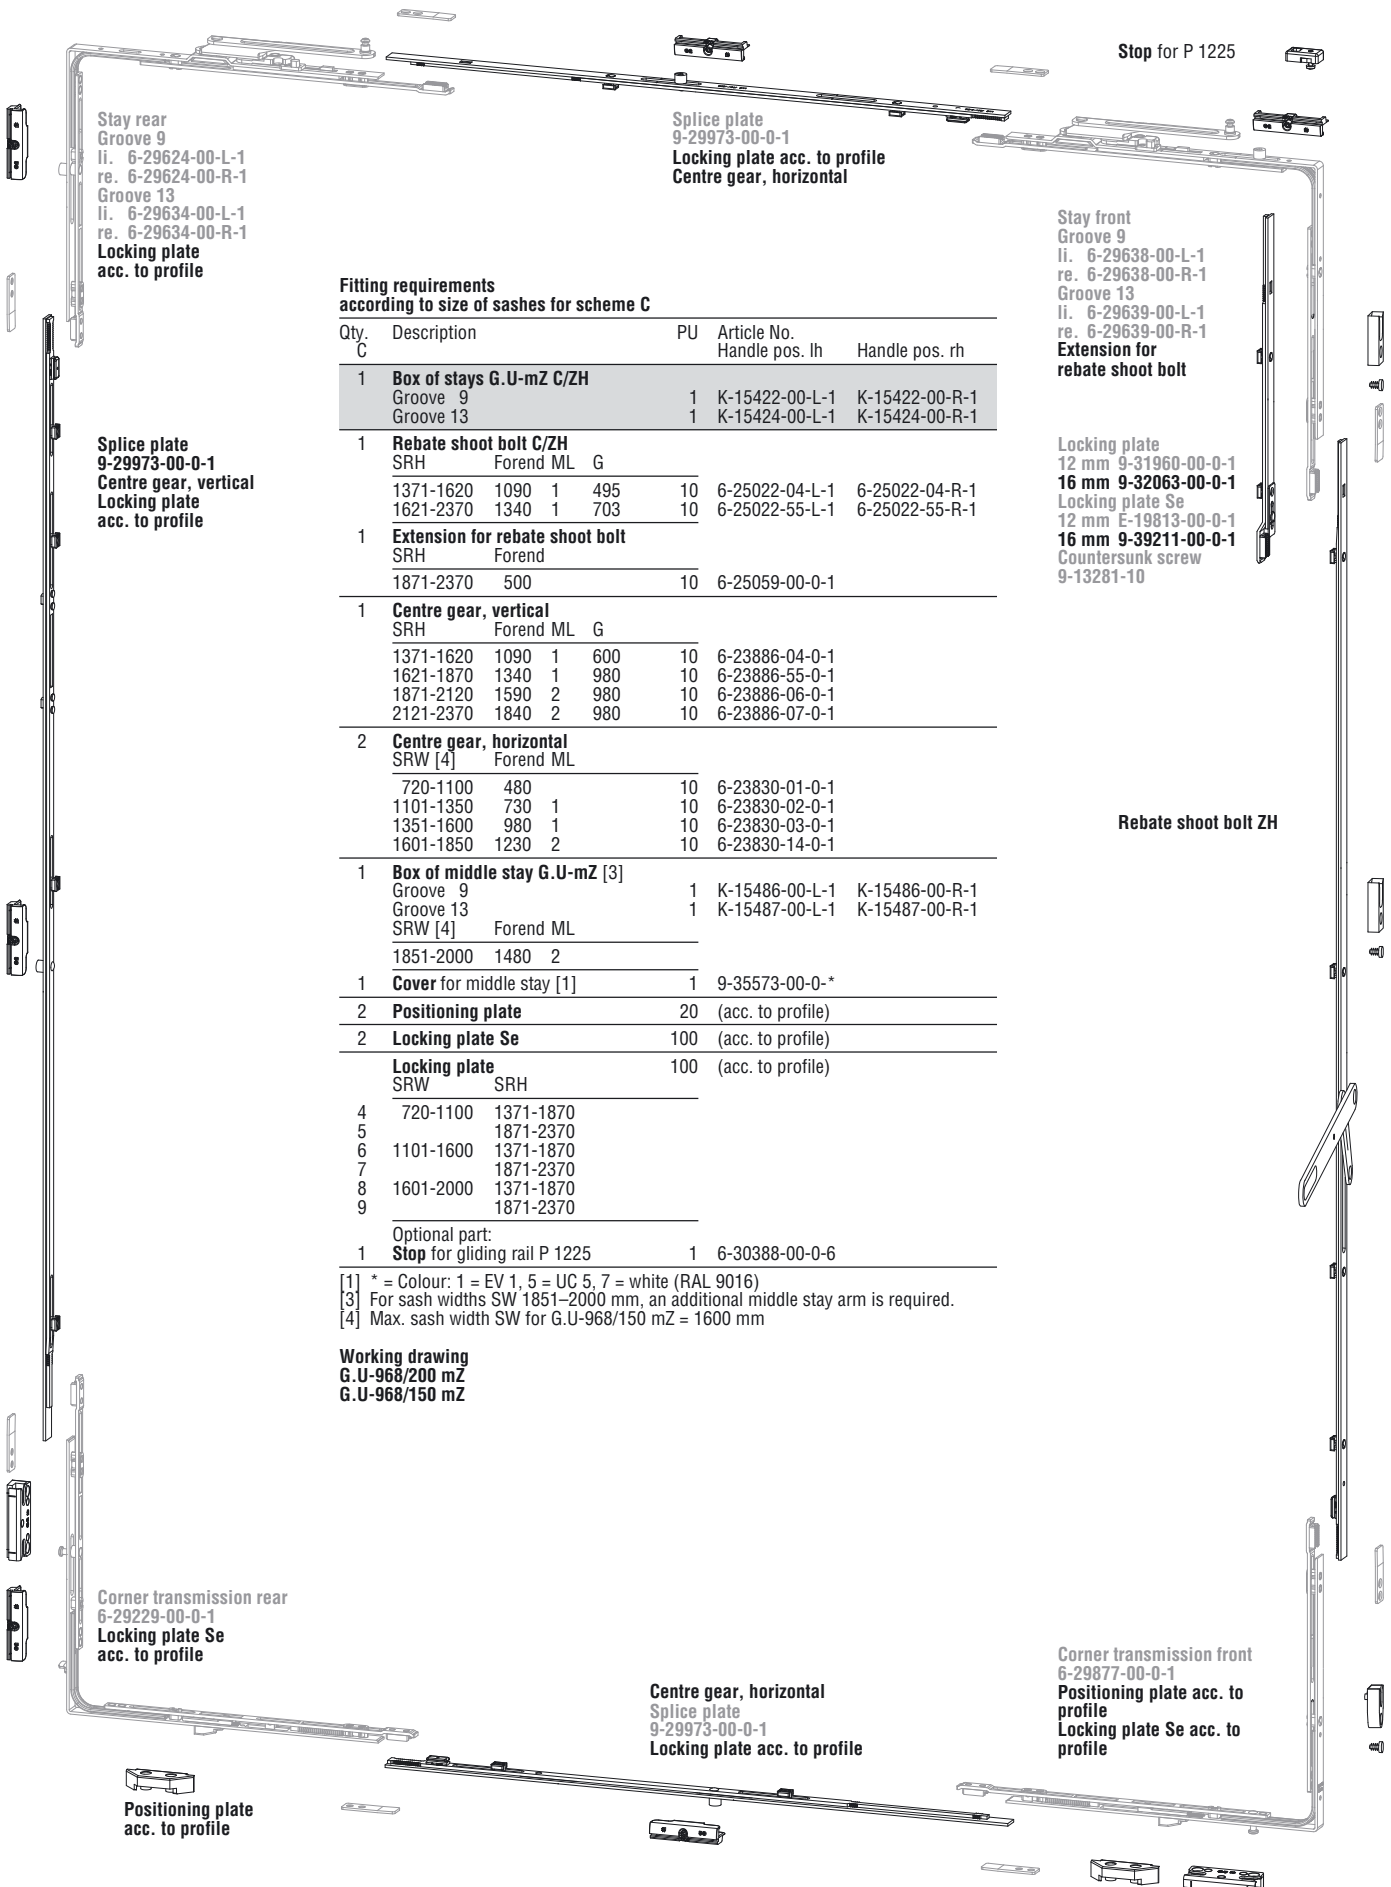 Stop for P 1225
Stay rear
Groove 9
li. 6-29624-00-L-1
re. 6-29624-00-R-1
Groove 13
li. 6-29634-00-L-1
re. 6-29634-00-R-1
Locking plate
acc. to profile
Splice plate
9-29973-00-0-1
Locking plate acc. to profile
Centre gear, horizontal
Stay front
Groove 9
li. 6-29638-00-L-1
re. 6-29638-00-R-1
Groove 13
li. 6-29639-00-L-1
re. 6-29639-00-R-1
Extension for
rebate shoot bolt
Splice plate
9-29973-00-0-1
Centre gear, vertical
Locking plate
acc. to profile
Locking plate
12 mm 9-31960-00-0-1
16 mm 9-32063-00-0-1
Locking plate Se
12 mm E-19813-00-0-1
16 mm 9-39211-00-0-1
Countersunk screw
9-13281-10
Fitting requirements
according to size of sashes for scheme C
Qty. Description PU Article No.
C Handle pos. lh Handle pos. rh
1 Box of stays G.U-mZ C/ZH
Groove 9 1 K-15422-00-L-1 K-15422-00-R-1
Groove 13 1 K-15424-00-L-1 K-15424-00-R-1
1 Rebate shoot bolt C/ZH
SRH Forend ML G
1371-1620 1090 1 495 10 6-25022-04-L-1 6-25022-04-R-1
1621-2370 1340 1 703 10 6-25022-55-L-1 6-25022-55-R-1
1 Extension for rebate shoot bolt
SRH Forend
1871-2370 500 10 6-25059-00-0-1
1 Centre gear, vertical
SRH Forend ML G
1371-1620 1090 1 600 10 6-23886-04-0-1
1621-1870 1340 1 980 10 6-23886-55-0-1
1871-2120 1590 2 980 10 6-23886-06-0-1
2121-2370 1840 2 980 10 6-23886-07-0-1
2 Centre gear, horizontal
SRW [4] Forend ML
720-1100 480 10 6-23830-01-0-1
1101-1350 730 1 10 6-23830-02-0-1
1351-1600 980 1 10 6-23830-03-0-1
1601-1850 1230 2 10 6-23830-14-0-1
1 Box of middle stay G.U-mZ [3]
Groove 9 1 K-15486-00-L-1 K-15486-00-R-1
Groove 13 1 K-15487-00-L-1 K-15487-00-R-1
SRW [4] Forend ML
1851-2000 1480 2
1 Cover for middle stay [1] 1 9-35573-00-0-*
2 Positioning plate 20 (acc. to profile)
2 Locking plate Se 100 (acc. to profile)
Locking plate 100 (acc. to profile)
SRW SRH
4 720-1100 1371-1870
5 1871-2370
6 1101-1600 1371-1870
7 1871-2370
8 1601-2000 1371-1870
9 1871-2370
Optional part:
1 Stop for gliding rail P 1225 1 6-30388-00-0-6
[1] * = Colour: 1 = EV 1, 5 = UC 5, 7 = white (RAL 9016)
[3] For sash widths SW 1851–2000 mm, an additional middle stay arm is required.
[4] Max. sash width SW for G.U-968/150 mZ = 1600 mm
Working drawing
G.U-968/200 mZ
G.U-968/150 mZ
Rebate shoot bolt ZH
Corner transmission rear
6-29229-00-0-1
Locking plate Se
acc. to profile
Centre gear, horizontal
Splice plate
9-29973-00-0-1
Locking plate acc. to profile
Corner transmission front
6-29877-00-0-1
Positioning plate acc. to
profile
Locking plate Se acc. to
profile
Positioning plate
acc. to profile